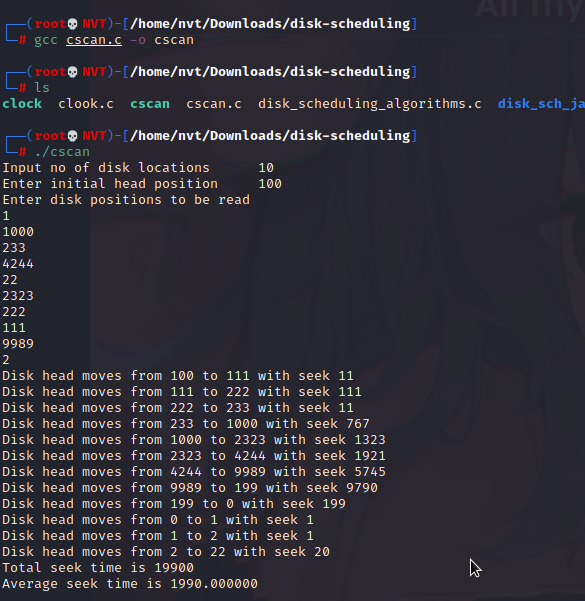 All my
┌──(root💀NVT)-[/home/nvt/Downloads/disk-scheduling]
└─# gcc cscan.c -o cscan
┌──(root💀NVT)-[/home/nvt/Downloads/disk-scheduling]
└─# ls
clock clook.c cscan cscan.c disk_scheduling_algorithms.c disk_sch_ja
┌──(root💀NVT)-[/home/nvt/Downloads/disk-scheduling]
└─# ./cscan
Input no of disk locations 10
Enter initial head position 100
Enter disk positions to be read
1
1000
233
4244
22
2323
222
111
9989
2
Disk head moves from 100 to 111 with seek 11
Disk head moves from 111 to 222 with seek 111
Disk head moves from 222 to 233 with seek 11
Disk head moves from 233 to 1000 with seek 767
Disk head moves from 1000 to 2323 with seek 1323
Disk head moves from 2323 to 4244 with seek 1921
Disk head moves from 4244 to 9989 with seek 5745
Disk head moves from 9989 to 199 with seek 9790
Disk head moves from 199 to 0 with seek 199
Disk head moves from 0 to 1 with seek 1
Disk head moves from 1 to 2 with seek 1
Disk head moves from 2 to 22 with seek 20
Total seek time is 19900
Average seek time is 1990.000000